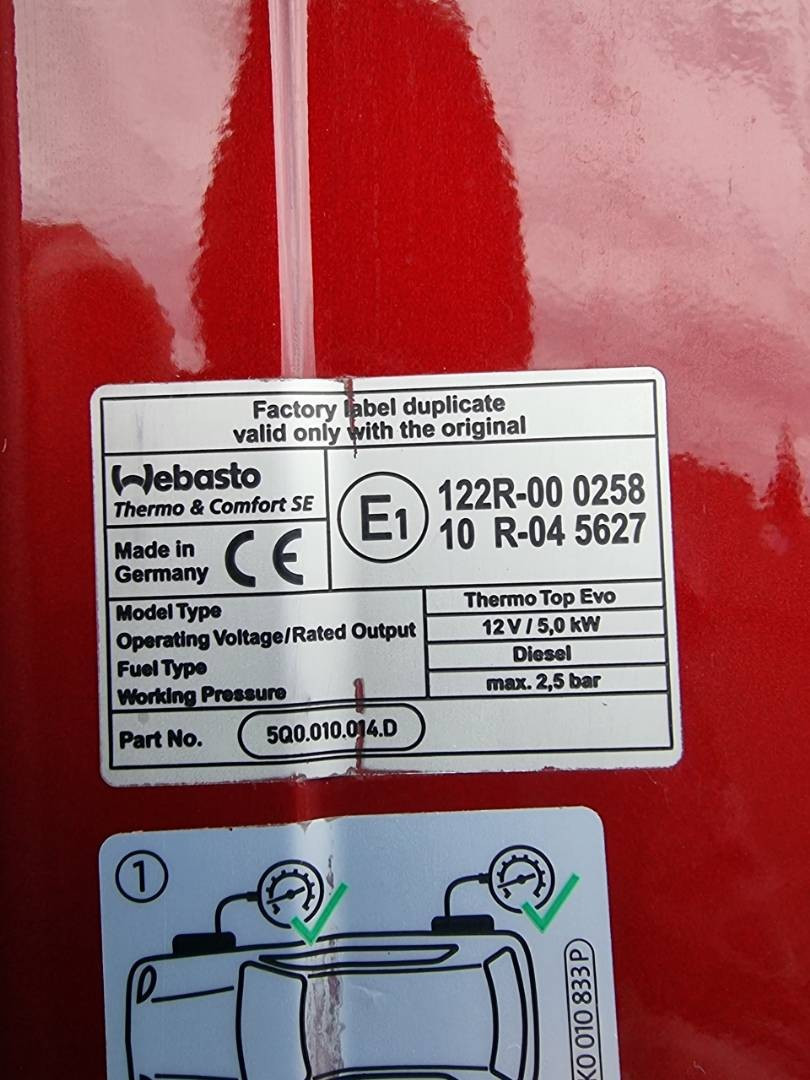 Factory label duplicate
valid only with the original
Webasto
Thermo & Comfort SE
Made in
Germany
CE
E1
122R-00 0258
10 R-04 5627
Model Type
Thermo Top Evo
Operating Voltage/Rated Output
12 V / 5,0 kW
Fuel Type
Diesel
Working Pressure
max. 2,5 bar
Part No.
5Q0.010.014.D
1
K0 010 833 P